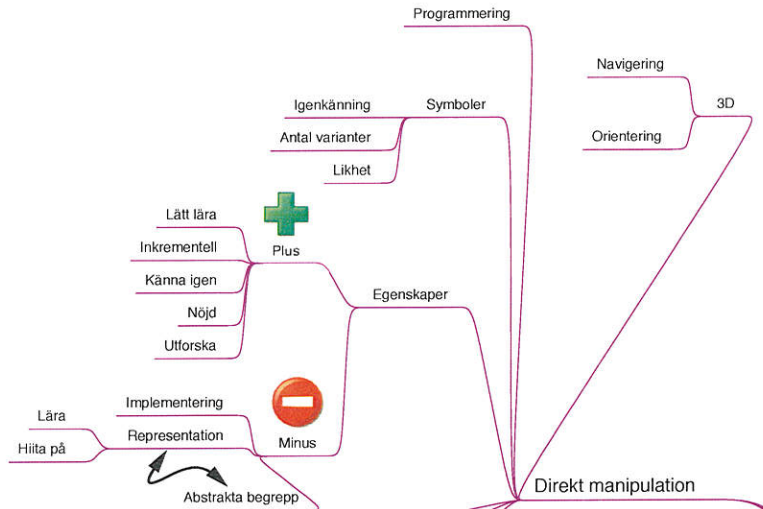 Programmering
Navigering
3D
Orientering
Igenkänning
Symboler
Antal varianter
Likhet
Lätt lära
Inkrementell
Plus
Känna igen
Nöjd
Utforska
Egenskaper
Implementering
Minus
Lära
Representation
Hiita på
Abstrakta begrepp
Direkt manipulation